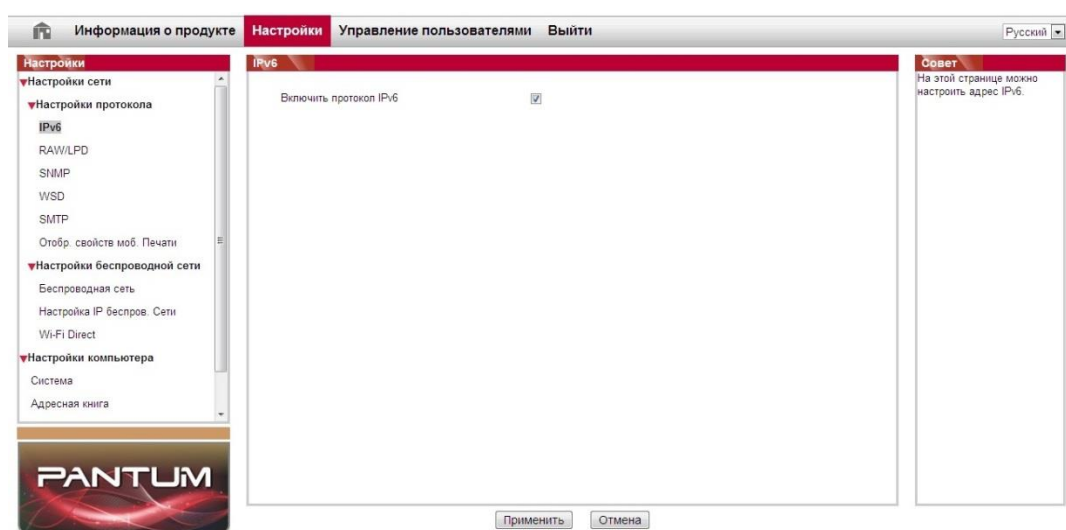 Информация о продукте Настройки Управление пользователями Выйти Русский
Настройки
Настройки сети
Настройки протокола
IPv6
RAW/LPD
SNMP
WSD
SMTP
Отобр. свойств моб. Печати
Настройки беспроводной сети
Беспроводная сеть
Настройка IP беспров. Сети
Wi-Fi Direct
Настройки компьютера
Система
Адресная книга
PANTUM
IPv6
Включить протокол IPv6
Применить Отмена
Совет
На этой странице можно
настроить адрес IPv6.